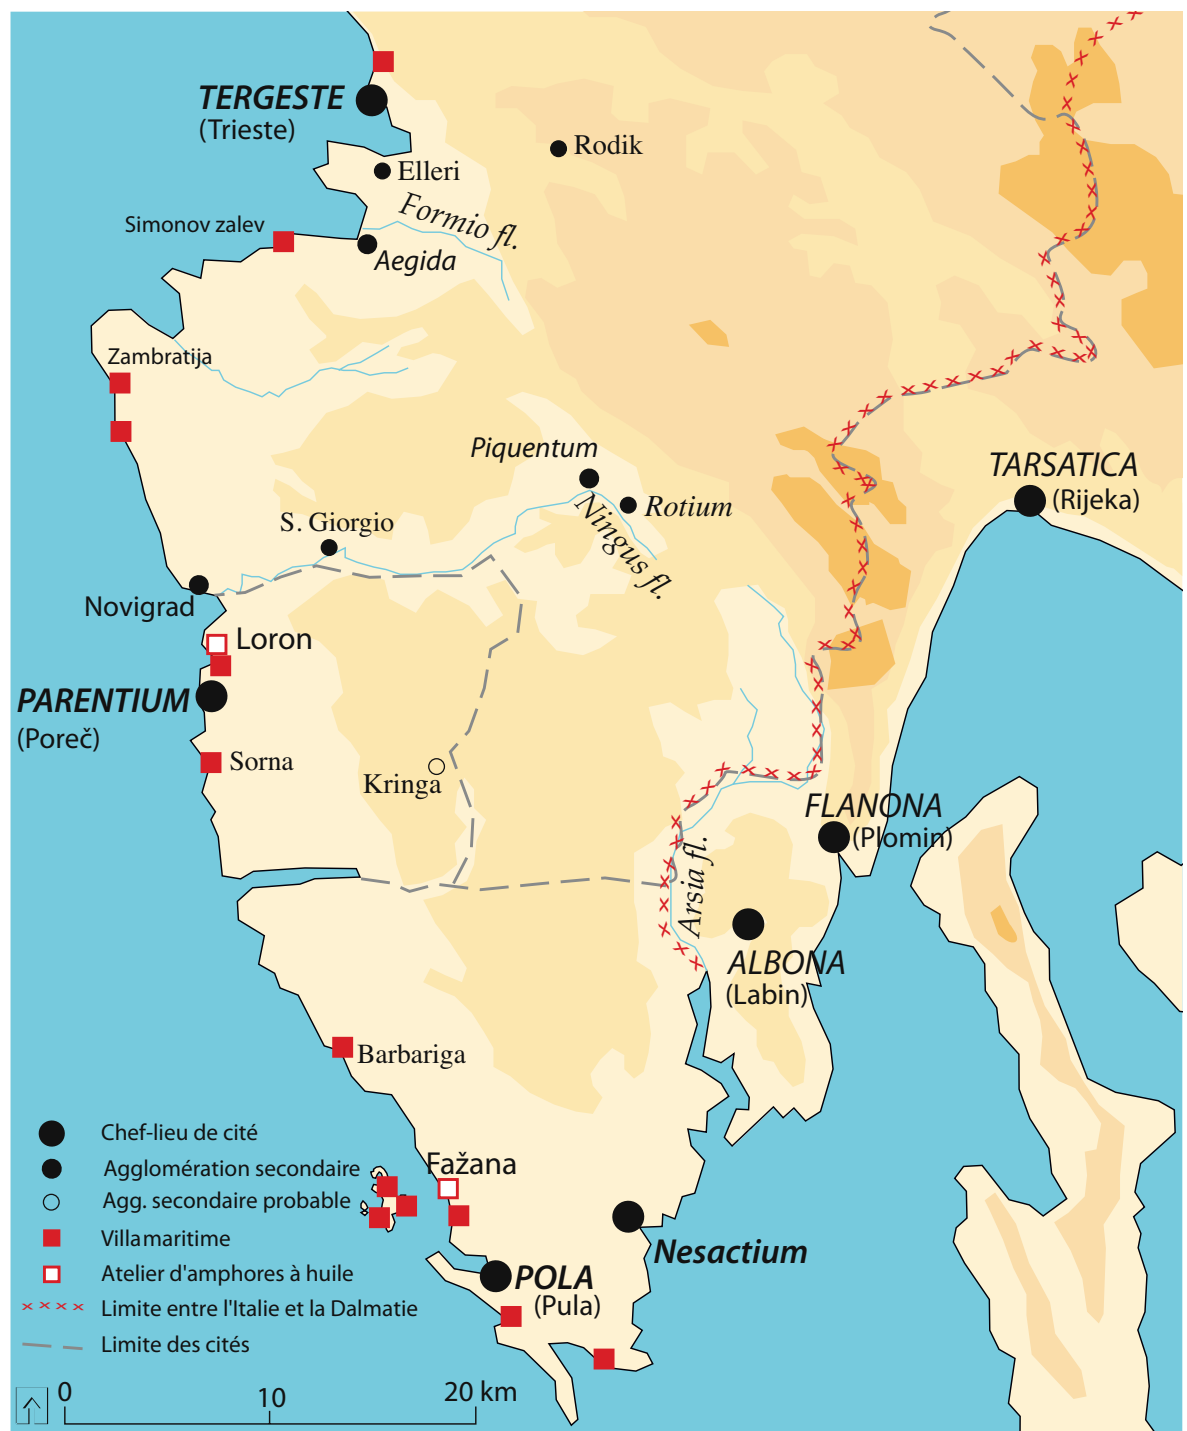 TERGESTE
(Trieste)
Rodik
Elleri
Formio fl.
Simonov zalev
Aegida
Zambratija
Piquentum
TARSATICA
(Rijeka)
Rotium
Ningus fl.
S. Giorgio
Novigrad
Loron
PARENTIUM
(Poreč)
Sorna
Kringa
FLANONA
(Plomin)
Arsia fl.
ALBONA
(Labin)
Barbariga
Fažana
Nesactium
POLA
(Pula)
Chef-lieu de cité
Agglomération secondaire
Agg. secondaire probable
Villa maritime
Atelier d'amphores à huile
Limite entre l'Italie et la Dalmatie
Limite des cités
0 10 20 km